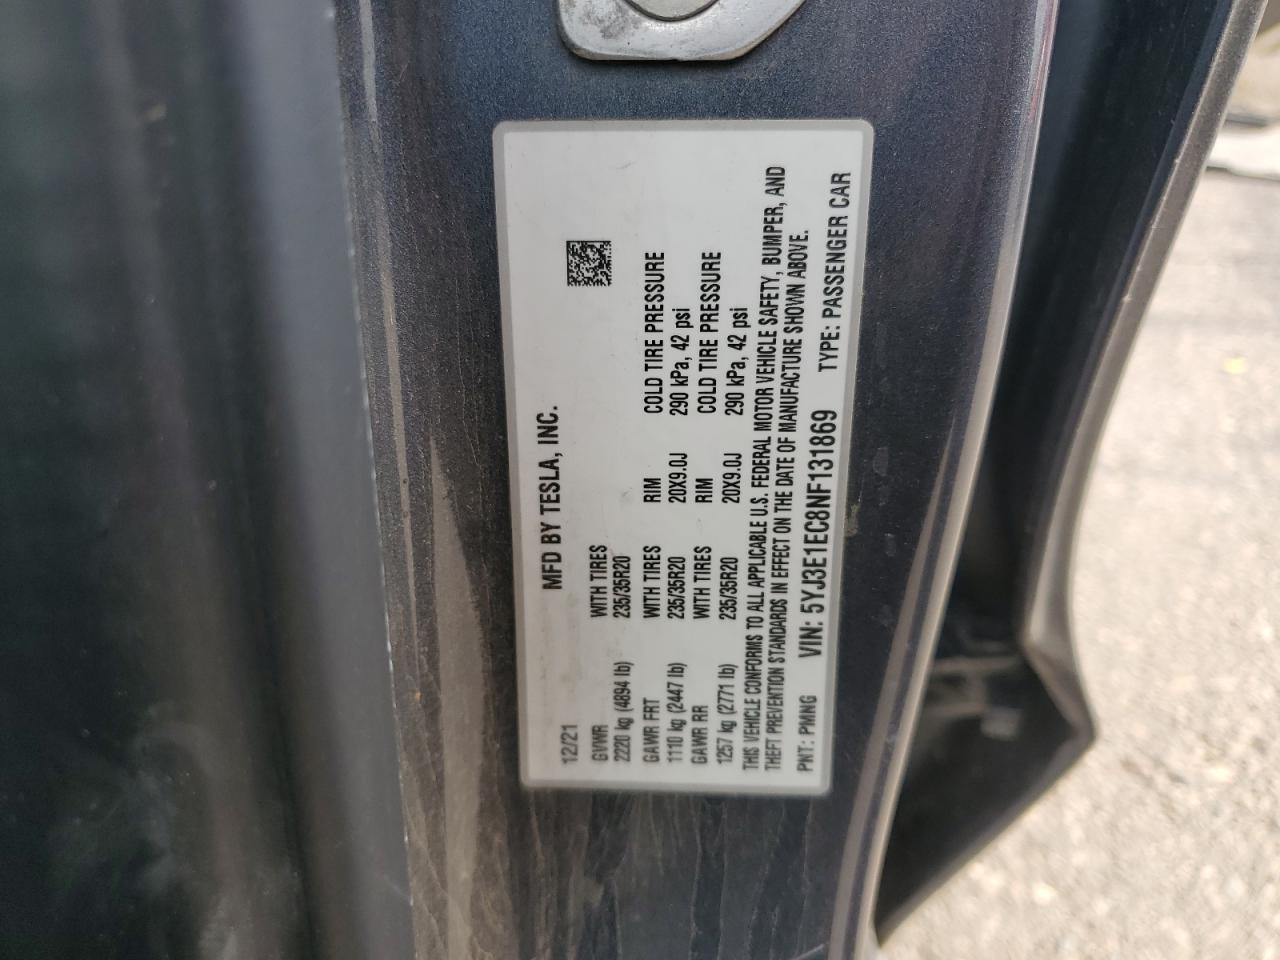 MFD BY TESLA, INC.
12/21
GVWR WITH TIRES
2220 kg (4894 lb) 235/35R20
GAWR FRT WITH TIRES RIM COLD TIRE PRESSURE
1110 kg (2447 lb) 235/35R20 20X9.0J 290 kPa, 42 psi
GAWR RR WITH TIRES RIM COLD TIRE PRESSURE
1257 kg (2771 lb) 235/35R20 20X9.0J 290 kPa, 42 psi
THIS VEHICLE CONFORMS TO ALL APPLICABLE U.S. FEDERAL MOTOR VEHICLE SAFETY, BUMPER, AND
THEFT PREVENTION STANDARDS IN EFFECT ON THE DATE OF MANUFACTURE SHOWN ABOVE.
PNT: PMNG VIN: 5YJ3E1EC8NF131869 TYPE: PASSENGER CAR